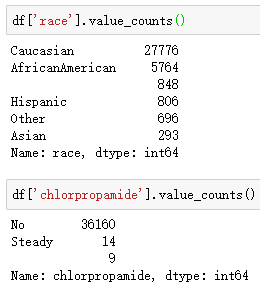 df['race'].value_counts()
Caucasian 27776
AfricanAmerican 5764
848
Hispanic 806
Other 696
Asian 293
Name: race, dtype: int64
df['chlorpropamide'].value_counts()
No 36160
Steady 14
9
Name: chlorpropamide, dtype: int64